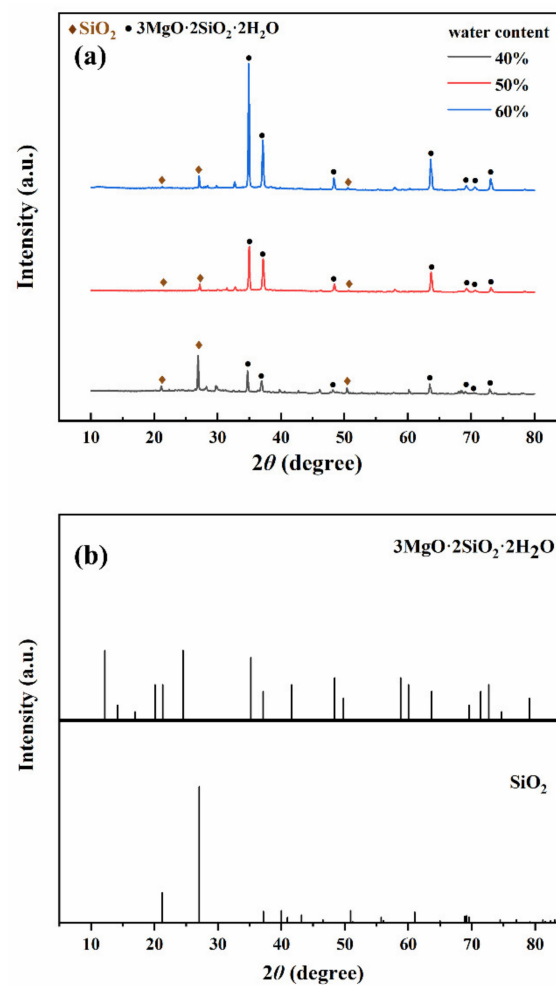 ◆SiO₂ ● 3MgO·2SiO₂·2H₂O
(a)
water content
40%
50%
60%
Intensity (a.u.)
10 20 30 40 50 60 70 80
2θ (degree)
(b)
3MgO·2SiO₂·2H₂O
SiO₂
Intensity (a.u.)
10 20 30 40 50 60 70 80
2θ (degree)